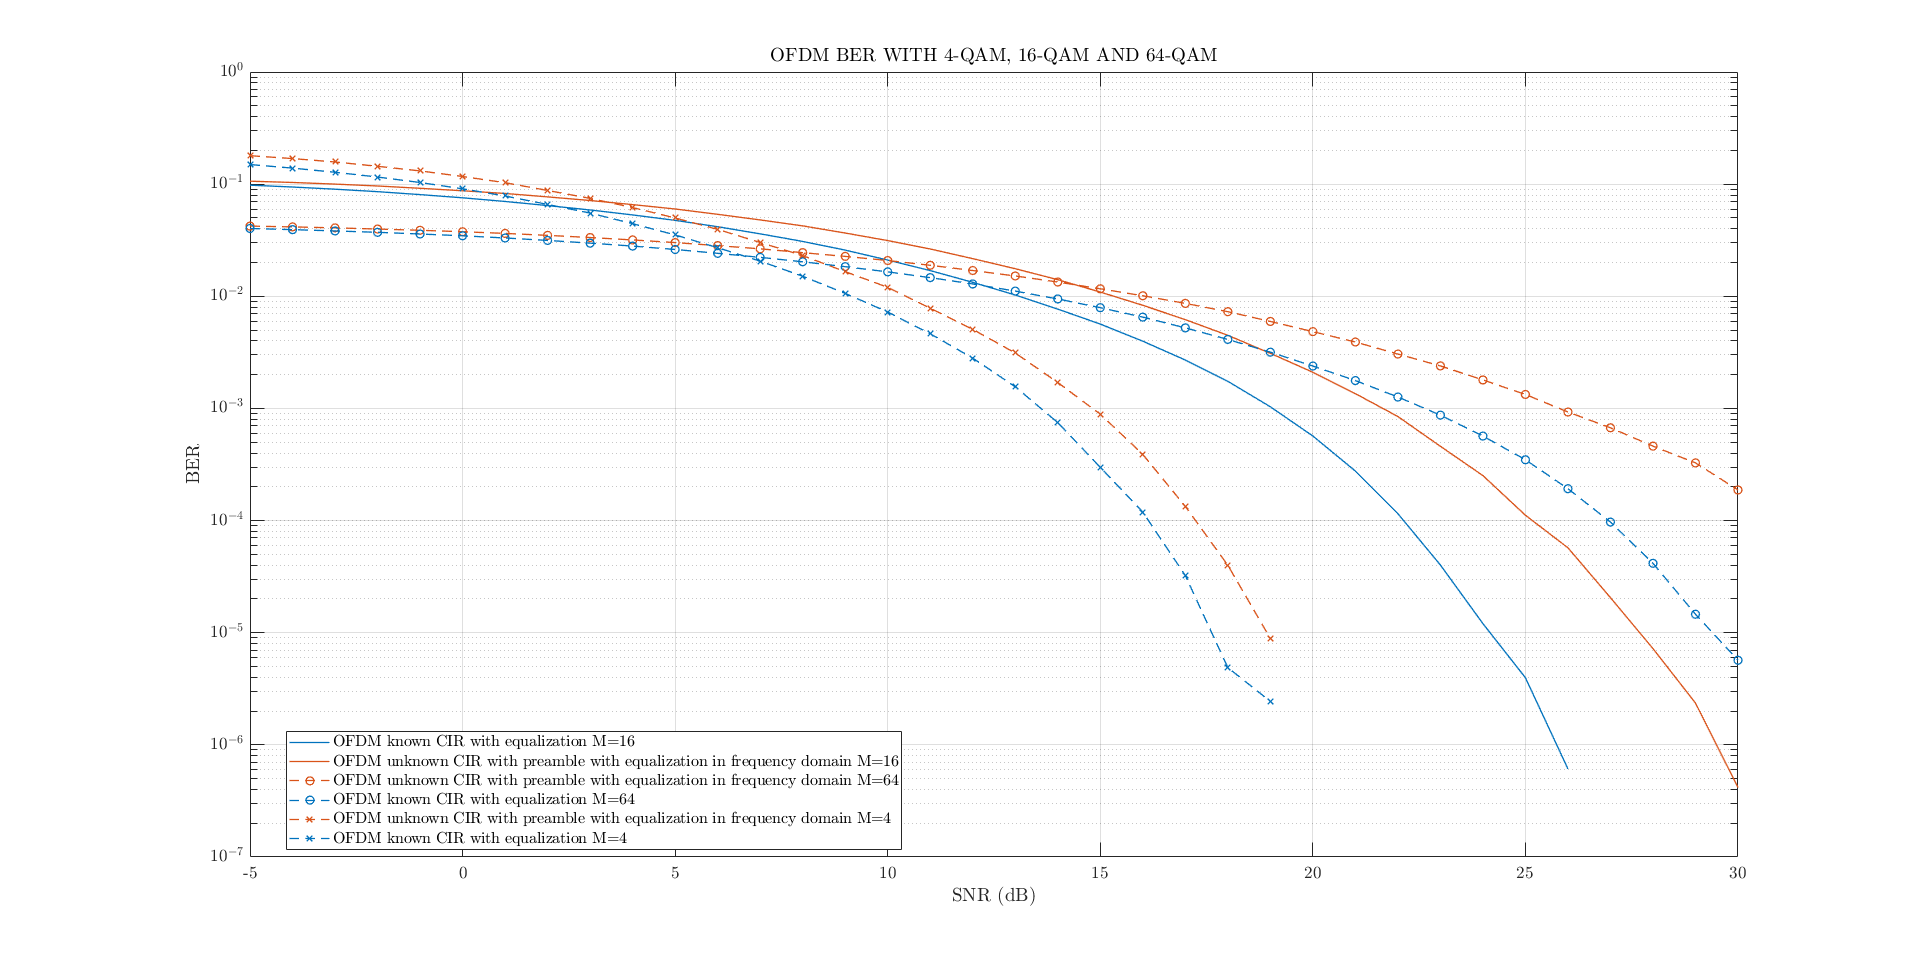 OFDM BER WITH 4-QAM, 16-QAM AND 64-QAM
10^0
10^-1
10^-2
10^-3
10^-4
10^-5
10^-6
10^-7
BER
OFDM known CIR with equalization M=16
OFDM unknown CIR with preamble with equalization in frequency domain M=16
OFDM unknown CIR with preamble with equalization in frequency domain M=64
OFDM known CIR with equalization M=64
OFDM unknown CIR with preamble with equalization in frequency domain M=4
OFDM known CIR with equalization M=4
-5 0 5 10 15 20 25 30
SNR (dB)